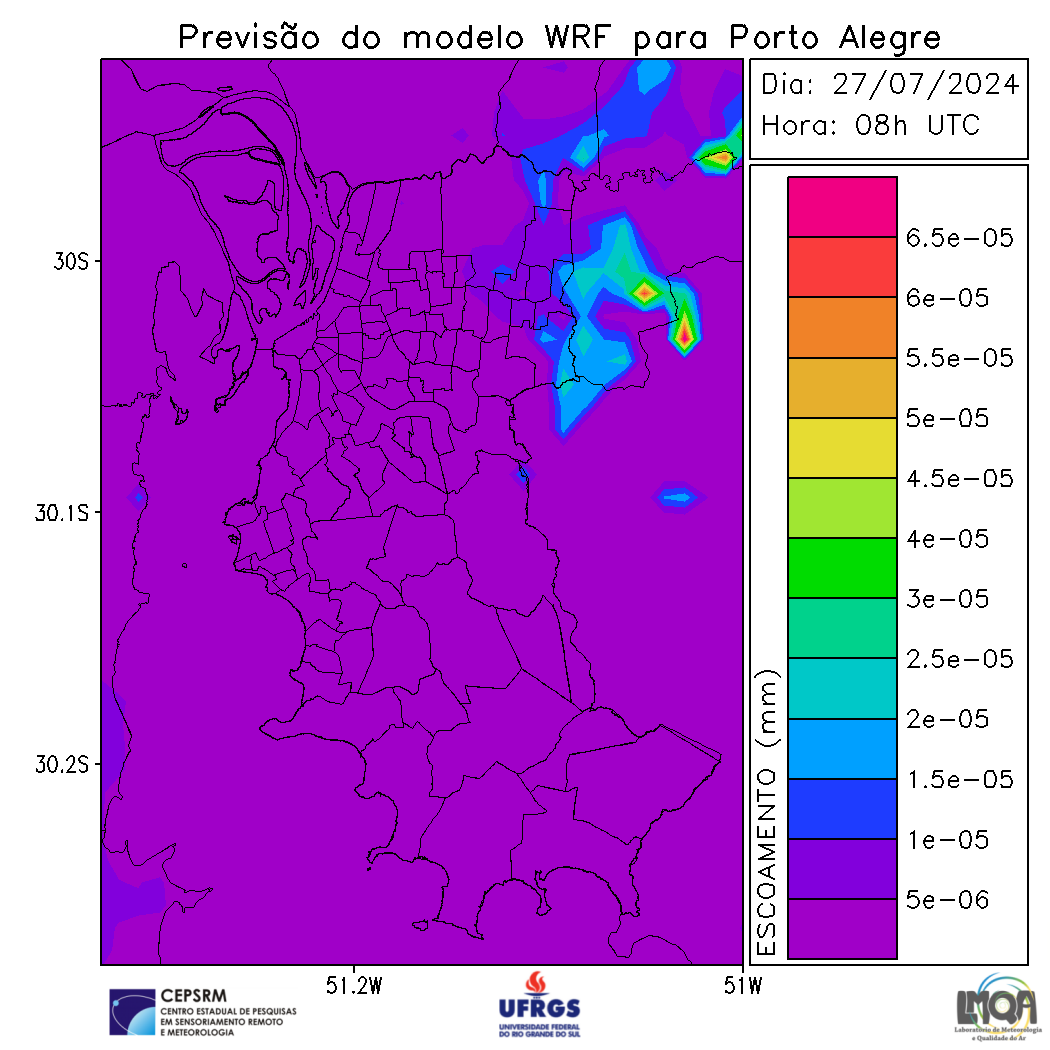 Previsão do modelo WRF para Porto Alegre
Dia: 27/07/2024
Hora: 08h UTC
30S
30.1S
30.2S
51.2W
51W
ESCOAMENTO (mm)
6.5e-05
6e-05
5.5e-05
5e-05
4.5e-05
4e-05
3e-05
2.5e-05
2e-05
1.5e-05
1e-05
5e-06
CEPSRM
CENTRO ESTADUAL DE PESQUISAS
EM SENSORIAMENTO REMOTO
E METEOROLOGIA
UFRGS
UNIVERSIDADE FEDERAL
DO RIO GRANDE DO SUL
LMQA
Laboratório de Meteorologia
e Qualidade do Ar